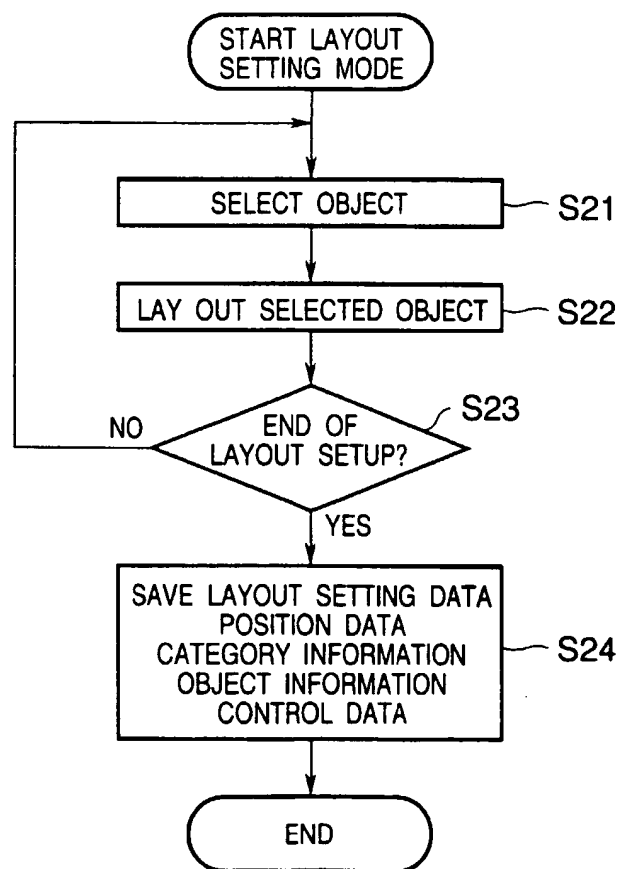 START LAYOUT
SETTING MODE
SELECT OBJECT
S21
LAY OUT SELECTED OBJECT
S22
END OF
LAYOUT SETUP?
S23
NO
YES
SAVE LAYOUT SETTING DATA
POSITION DATA
CATEGORY INFORMATION
OBJECT INFORMATION
CONTROL DATA
S24
END